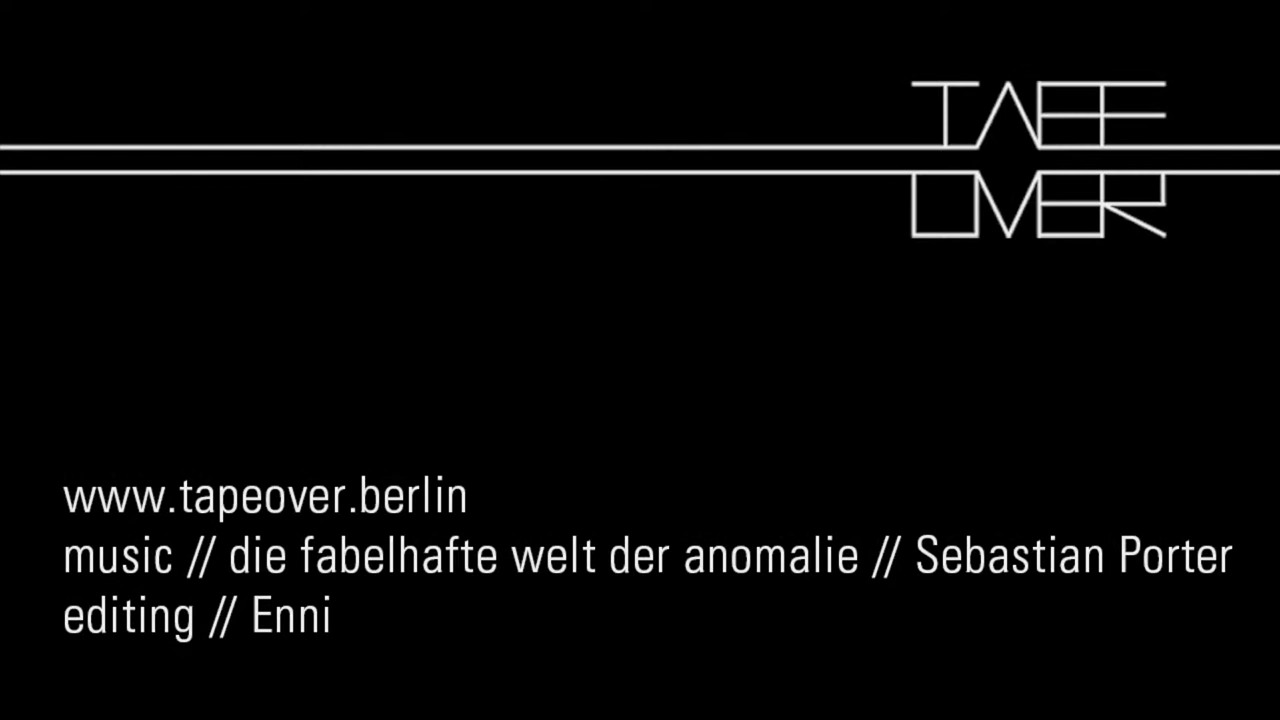 TAPE
OVER
www.tapeover.berlin
music // die fabelhafte welt der anomalie // Sebastian Porter
editing // Enni